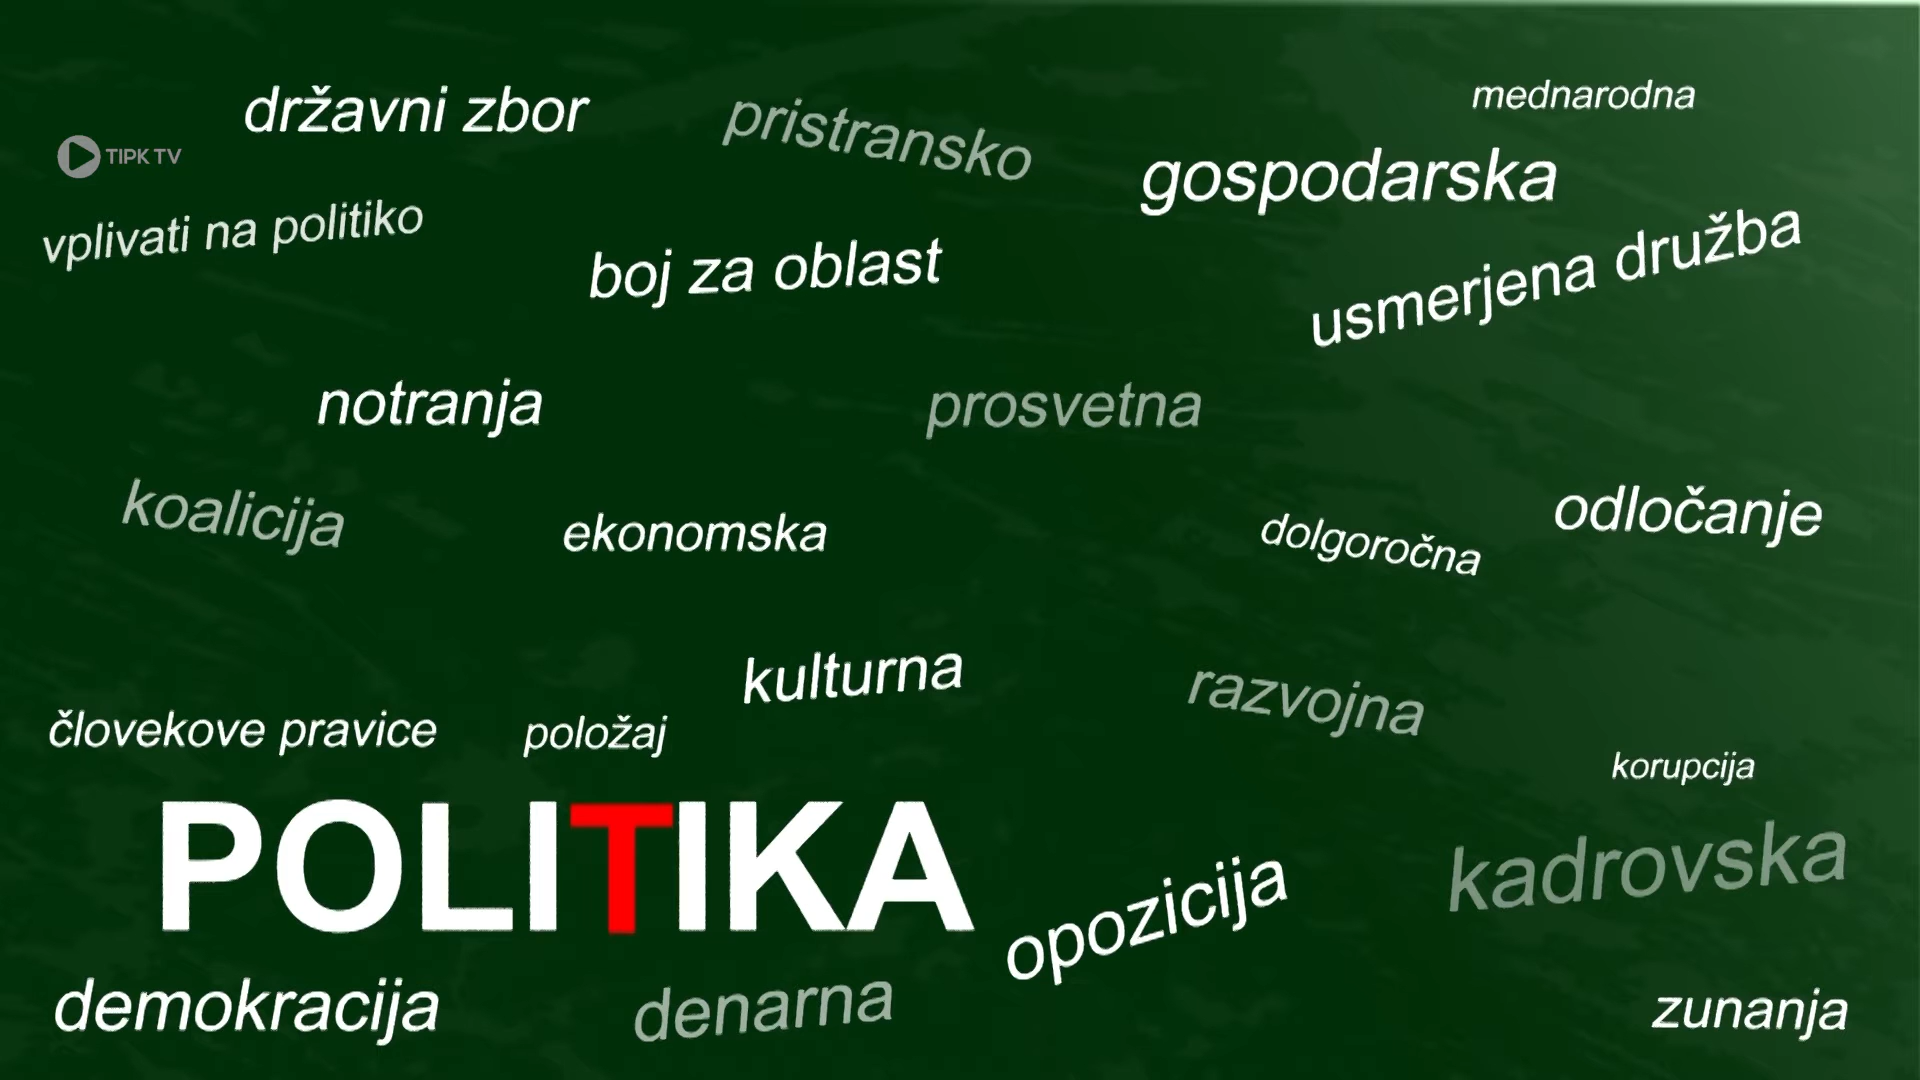 državni zbor
pristransko
mednarodna
TIPK TV
gospodarska
vplivati na politiko
boj za oblast
usmerjena družba
notranja
prosvetna
koalicija
ekonomska
dolgoročna
odločanje
kulturna
razvojna
človekove pravice
položaj
korupcija
POLITIKA
opozicija
kadrovska
demokracija
denarna
zunanja